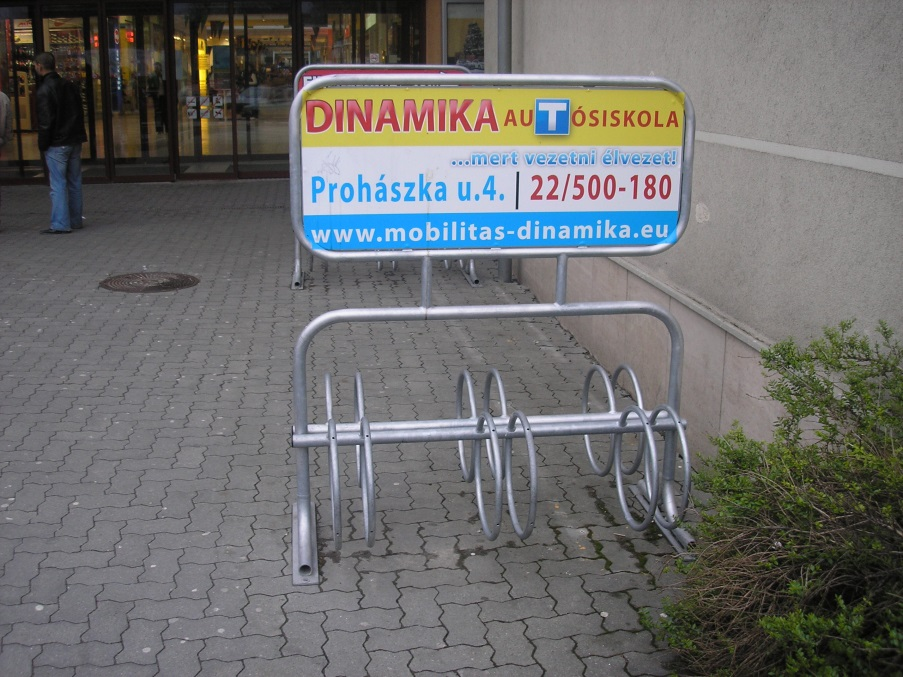 DINAMIKA AUTÓSISKOLA
...mert vezetni élvezet!
Prohászka u.4. | 22/500-180
www.mobilitas-dinamika.eu